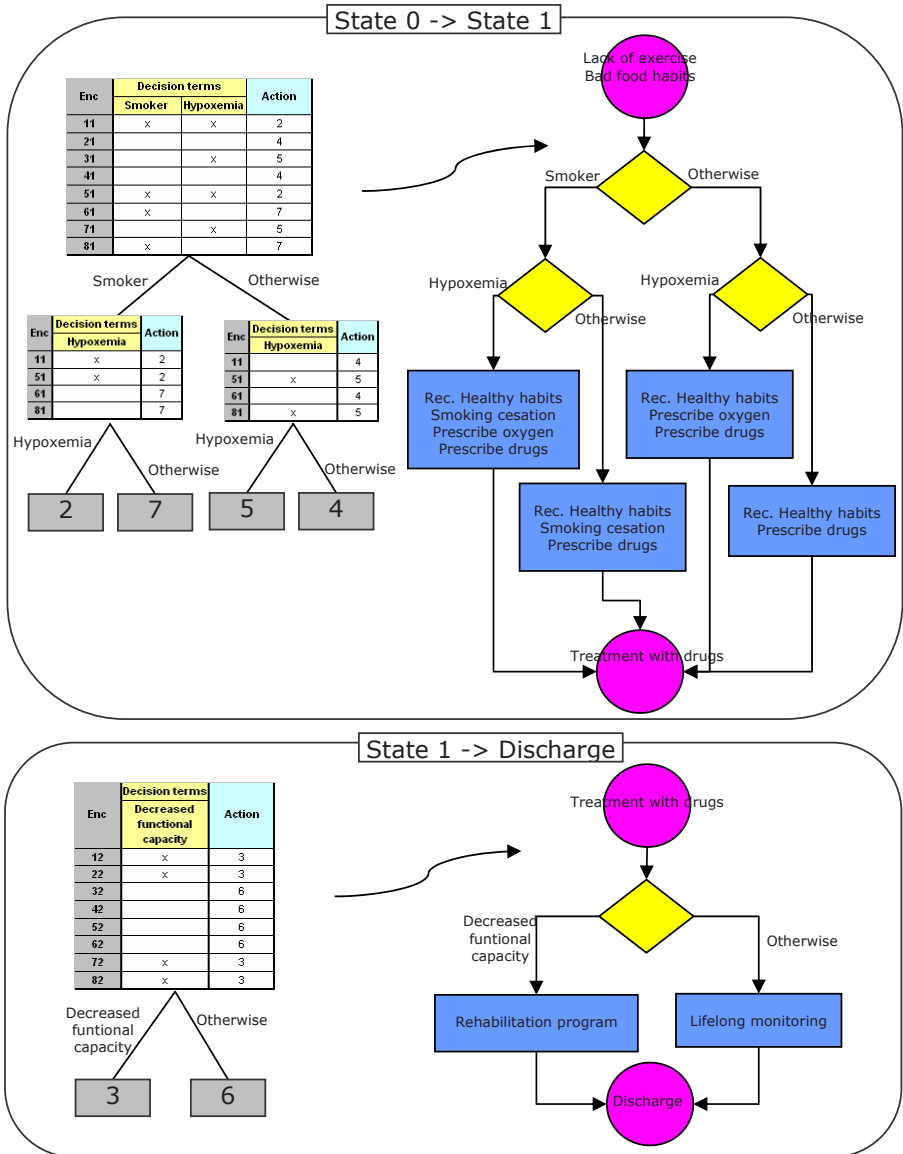 State 0 -> State 1
Enc Decision terms Action
Smoker Hypoxemia
11 x x 2
21 4
31 x 5
41 4
51 x x 2
61 x 7
71 x 5
81 x 7
Smoker
Otherwise
Enc Decision terms Action
Hypoxemia
11 x 2
51 x 2
61 7
81 7
Enc Decision terms Action
Hypoxemia
11 4
51 x 5
61 4
81 x 5
Hypoxemia
Otherwise
Hypoxemia
Otherwise
2
7
5
4
Lack of exercise
Bad food habits
Smoker
Otherwise
Hypoxemia
Otherwise
Hypoxemia
Otherwise
Rec. Healthy habits
Smoking cesation
Prescribe oxygen
Prescribe drugs
Rec. Healthy habits
Prescribe oxygen
Prescribe drugs
Rec. Healthy habits
Smoking cesation
Prescribe drugs
Rec. Healthy habits
Prescribe drugs
Treatment with drugs
State 1 -> Discharge
Enc Decision terms Action
Decreased
functional
capacity
12 x 3
22 x 3
32 6
42 6
52 6
62 6
72 x 3
82 x 3
Decreased
funtional
capacity
Otherwise
3
6
Treatment with drugs
Decreased
funtional
capacity
Otherwise
Rehabilitation program
Lifelong monitoring
Discharge